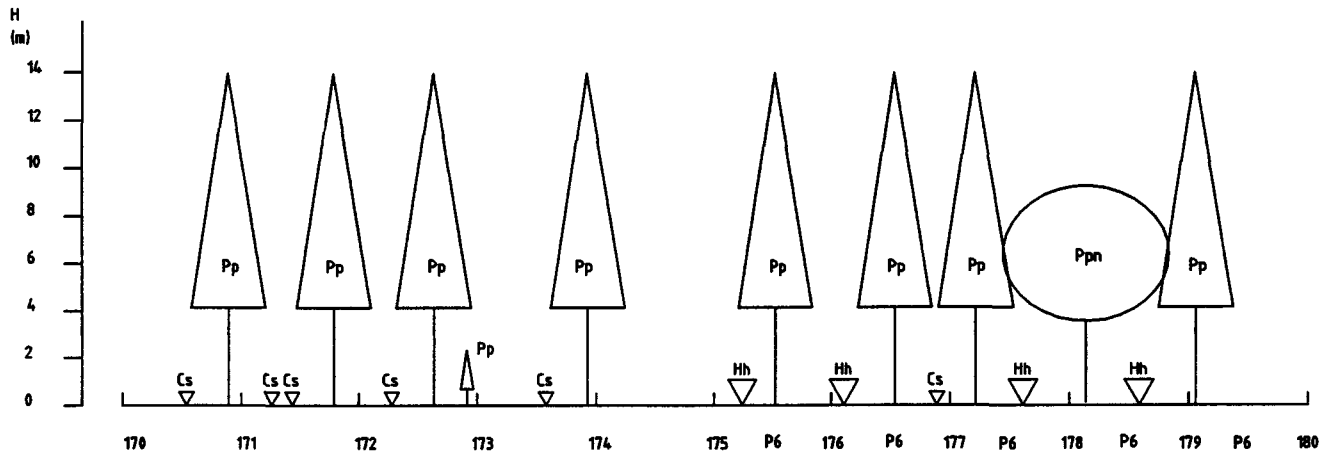 H
(m)
14
12
10
8
6 Pp Pp Pp Pp Pp Pp Pp Ppn Pp
4
2 Pp
Cs Cs Cs Cs Cs Hh Hh Cs Hh Hh
0
170 171 172 173 174 175 P6 176 P6 177 P6 178 P6 179 P6 180